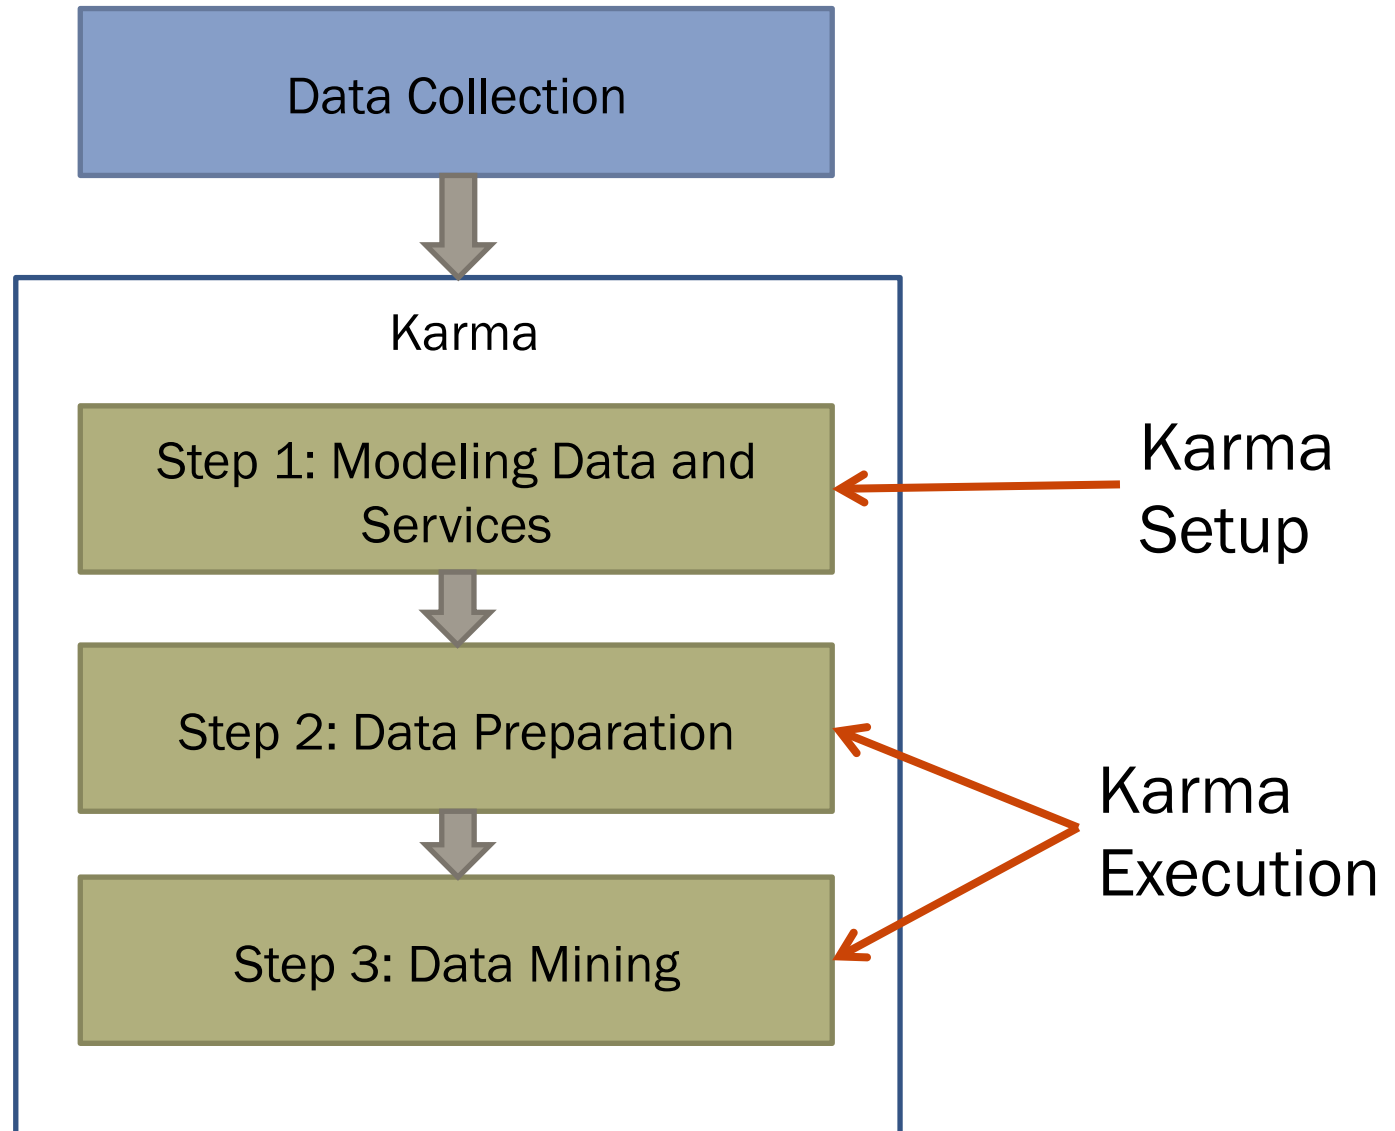 Data Collection
Karma
Step 1: Modeling Data and
Services
Karma
Setup
Step 2: Data Preparation
Karma
Execution
Step 3: Data Mining